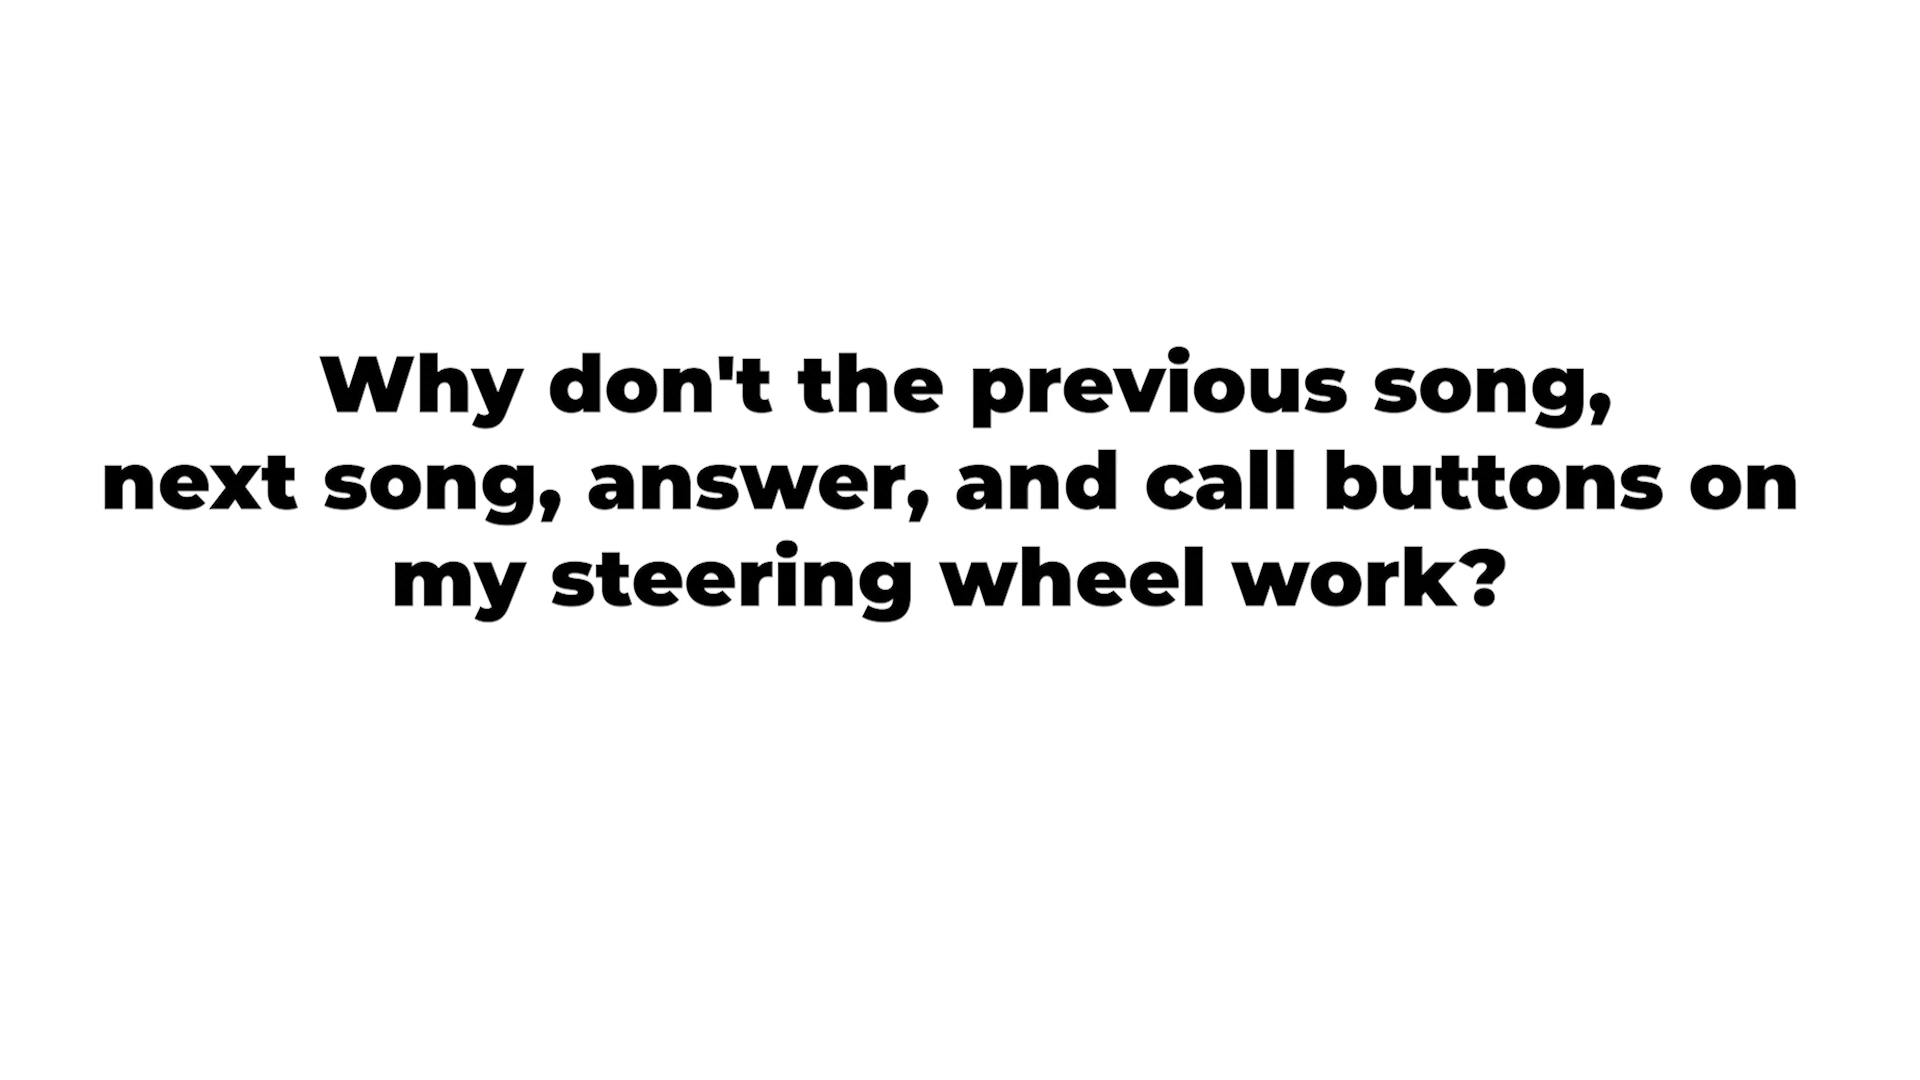 Why don't the previous song,
next song, answer, and call buttons on
my steering wheel work?